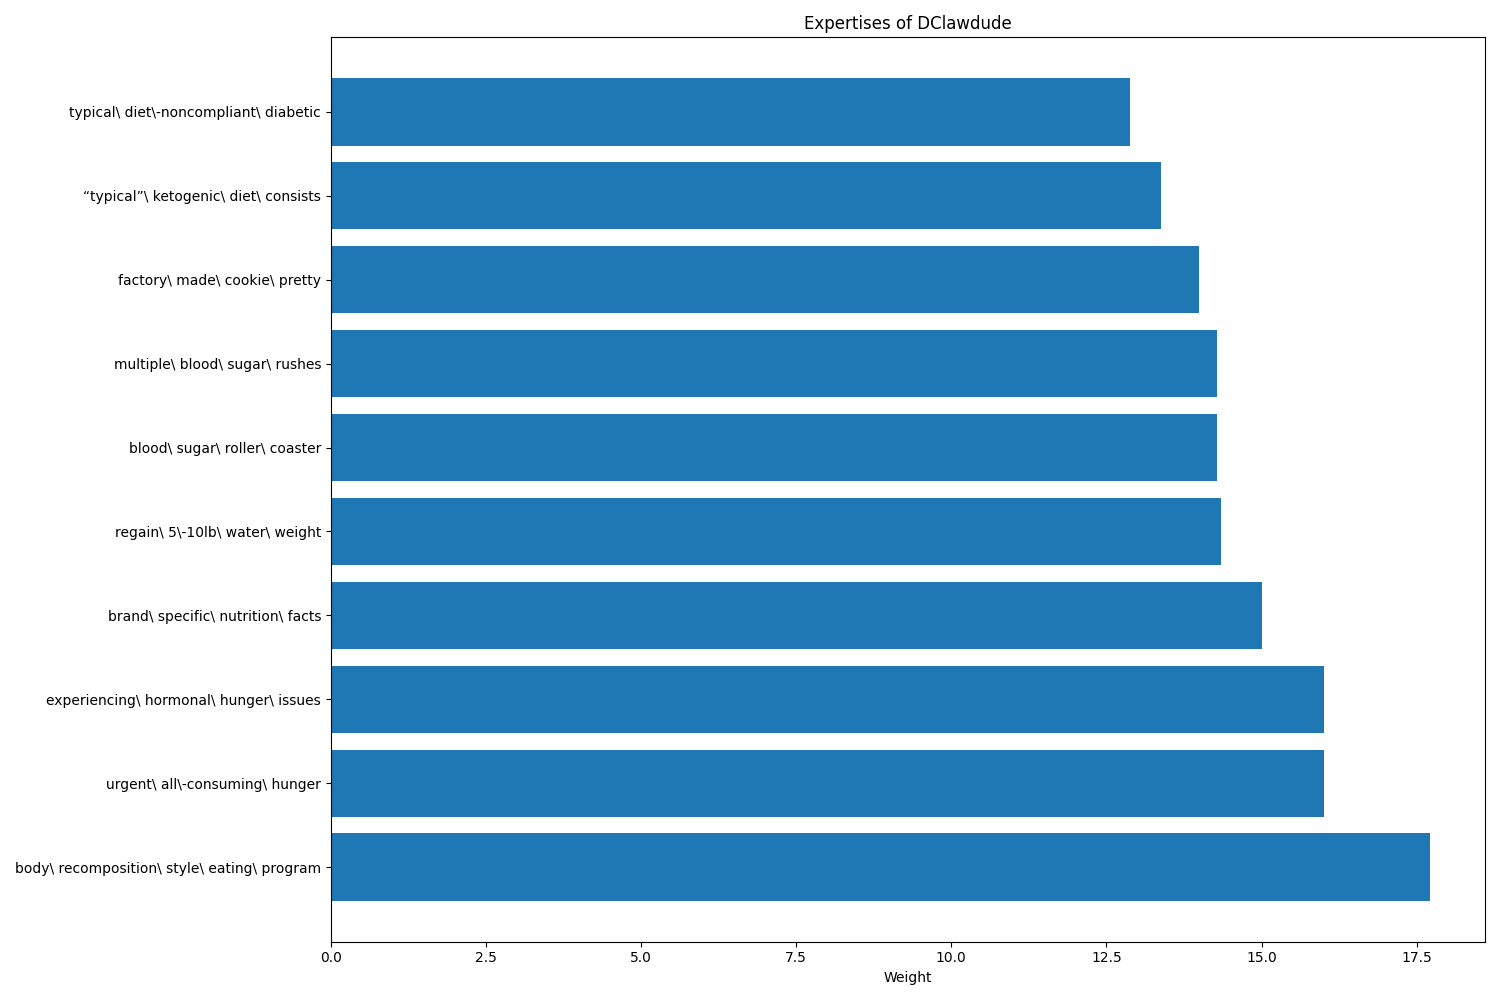 Expertises of DClawdude
typical\ diet\-noncompliant\ diabetic
“typical”\ ketogenic\ diet\ consists
factory\ made\ cookie\ pretty
multiple\ blood\ sugar\ rushes
blood\ sugar\ roller\ coaster
regain\ 5\-10lb\ water\ weight
brand\ specific\ nutrition\ facts
experiencing\ hormonal\ hunger\ issues
urgent\ all\-consuming\ hunger
body\ recomposition\ style\ eating\ program
0.0 2.5 5.0 7.5 10.0 12.5 15.0 17.5
Weight